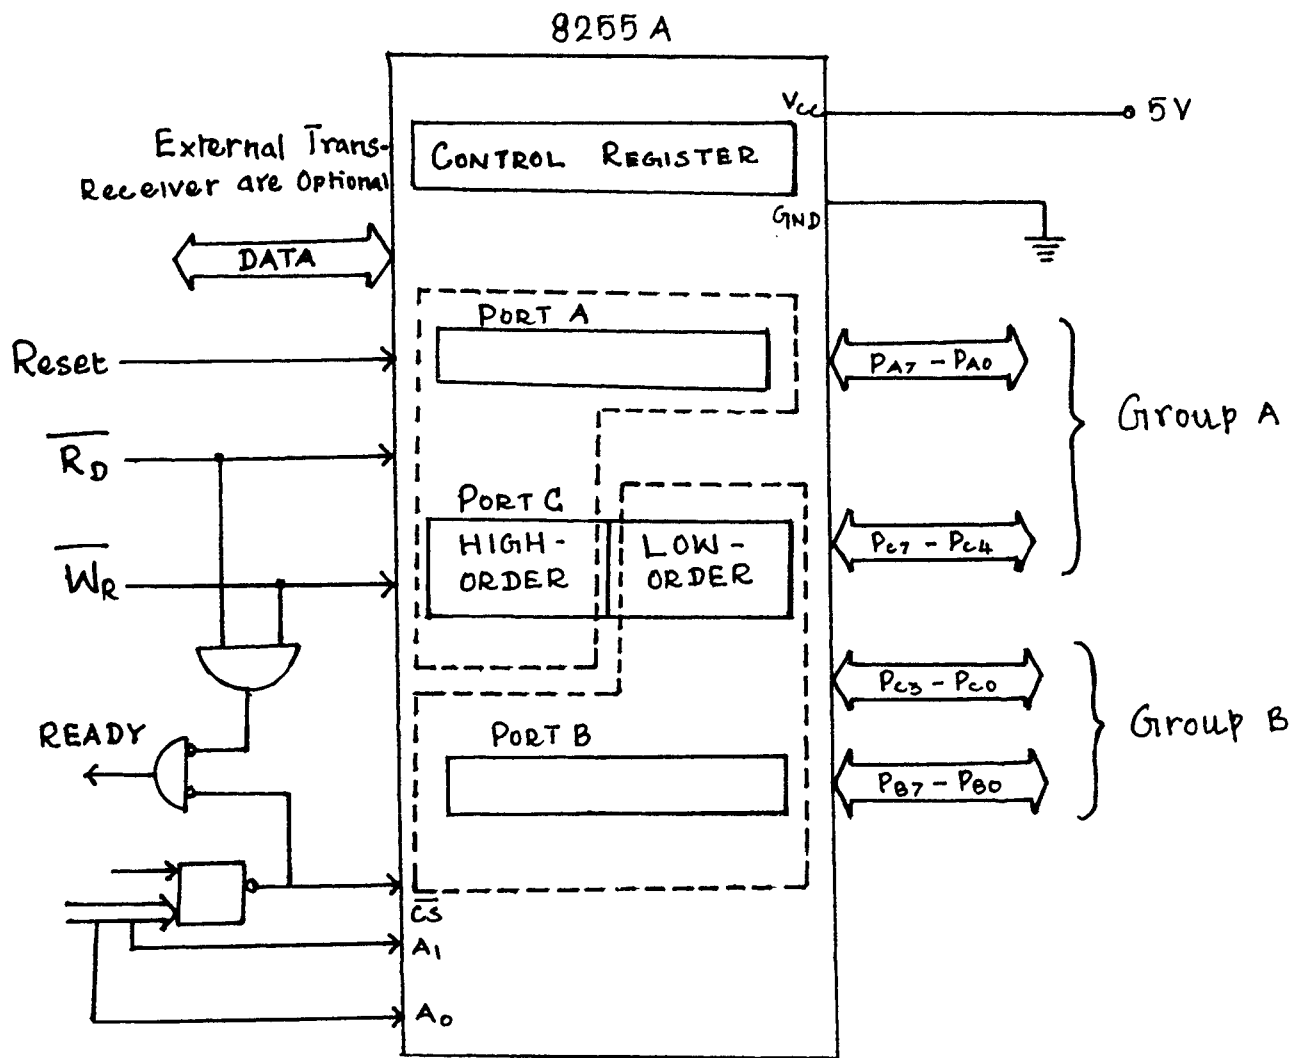 8255A
Vcc
5V
External Trans-
Receiver are Optional
CONTROL REGISTER
GND
DATA
PORT A
Reset
PA7 – PA0
Group A
RD
PORT C
HIGH-
ORDER
LOW-
ORDER
PC7 – PC4
WR
PC3 – PC0
READY
PORT B
Group B
PB7 – PB0
CS
A1
A0